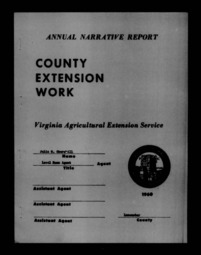 ANNUAL NARRATIVE REPORT
COUNTY
EXTENSION
WORK
Virginia Agricultural Extension Service
Name
Agent
Title
Assistant Agent
1960
Assistant Agent
County
Assistant Agent